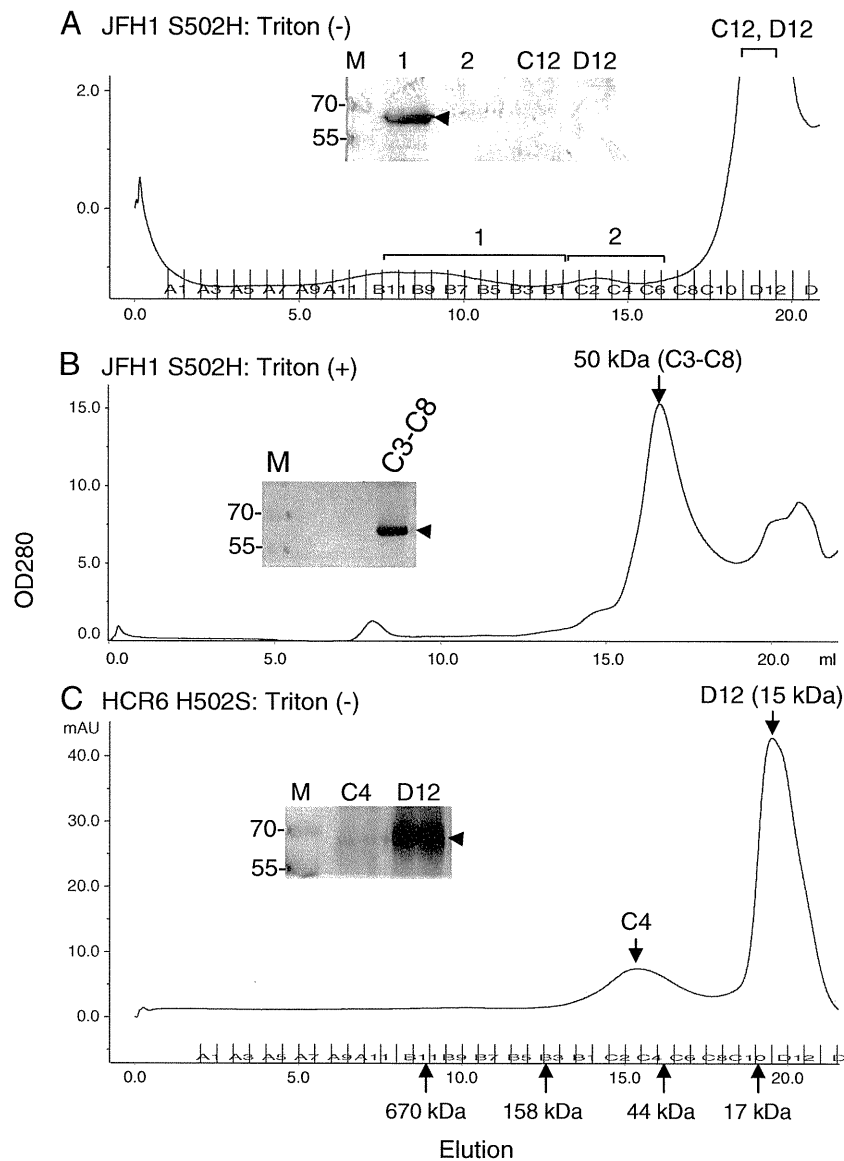 A JFH1 S502H: Triton (-)
C12, D12
M 1 2 C12 D12
2.0
70-
55-
0.0
1 2
A1 A3 A5 A7 A9 A11 B11 B9 B7 B5 B3 B1 C2 C4 C6 C8 C10 D12 D
0.0 5.0 10.0 15.0 20.0
B JFH1 S502H: Triton (+)
50 kDa (C3-C8)
15.0
M C3-C8
10.0
70-
55-
5.0
OD280
0.0
0.0 5.0 10.0 15.0 20.0 ml
C HCR6 H502S: Triton (-)
D12 (15 kDa)
mAU
40.0
M C4 D12
30.0
70-
55-
20.0
C4
10.0
0.0
A1 A3 A5 A7 A9 A11 B11 B9 B7 B5 B3 B1 C2 C4 C6 C8 C10 D12 D
0.0 5.0 10.0 15.0 20.0
670 kDa 158 kDa 44 kDa 17 kDa
Elution